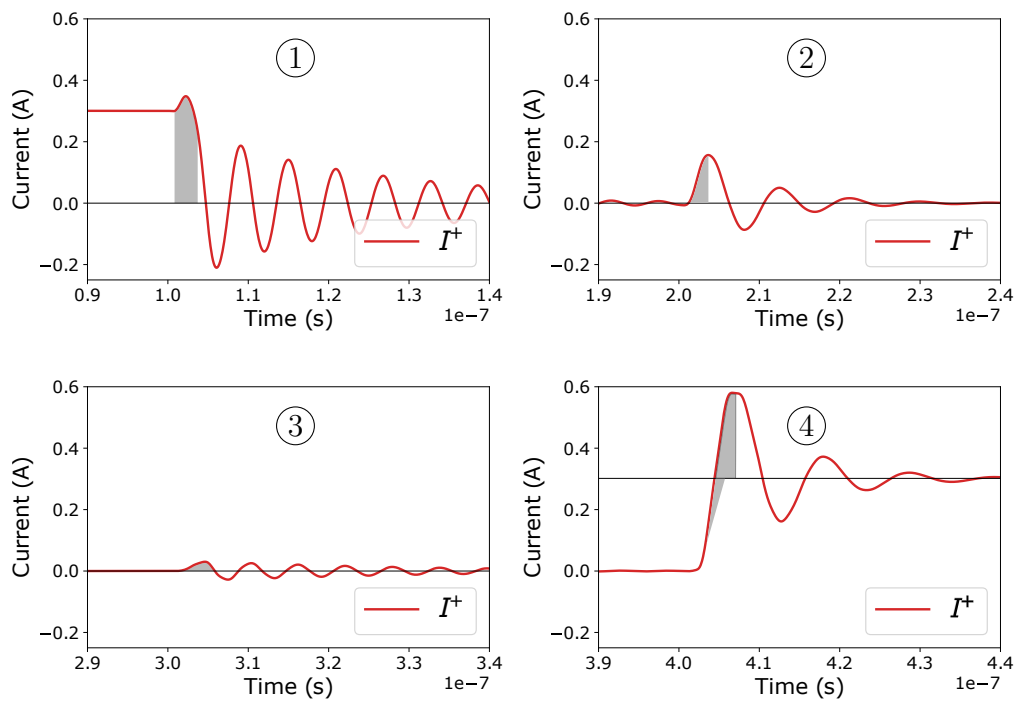 0.6
0.4
0.2
0.0
−0.2
Current (A)
①
I⁺
0.9 1.0 1.1 1.2 1.3 1.4
1e−7
Time (s)
0.6
0.4
0.2
0.0
−0.2
Current (A)
②
I⁺
1.9 2.0 2.1 2.2 2.3 2.4
1e−7
Time (s)
0.6
0.4
0.2
0.0
−0.2
Current (A)
③
I⁺
2.9 3.0 3.1 3.2 3.3 3.4
1e−7
Time (s)
0.6
0.4
0.2
0.0
−0.2
Current (A)
④
I⁺
3.9 4.0 4.1 4.2 4.3 4.4
1e−7
Time (s)